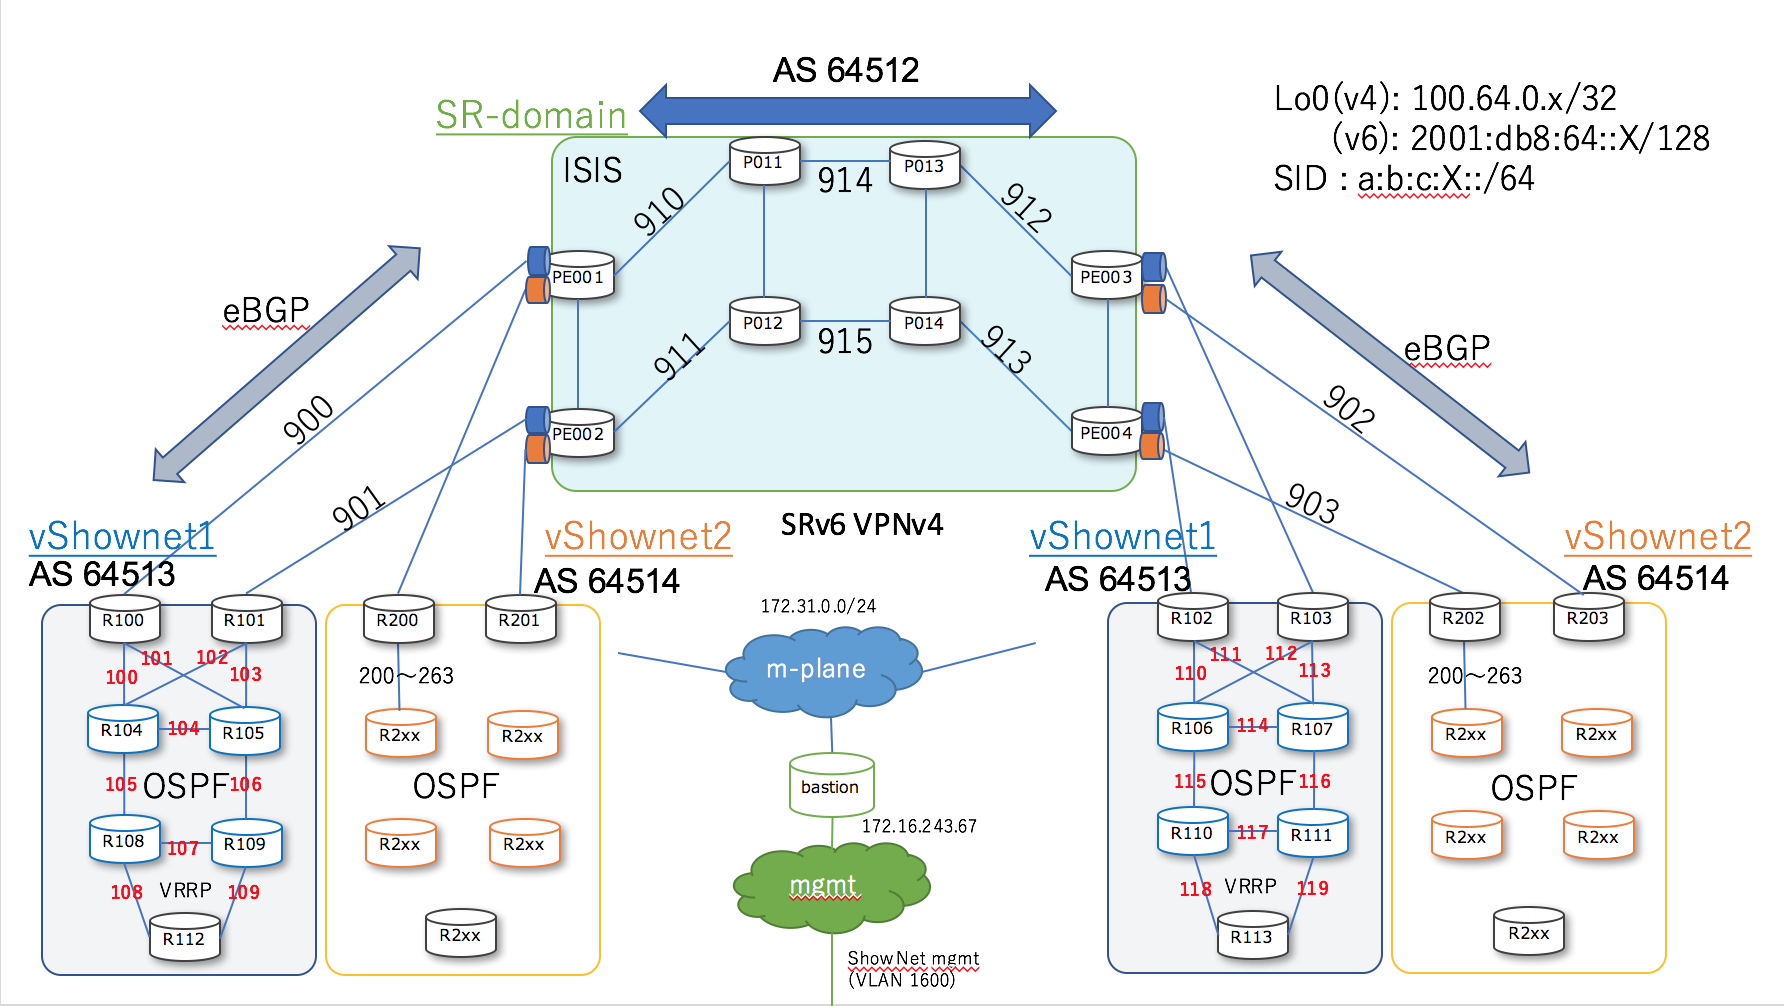 AS 64512
SR-domain
Lo0(v4): 100.64.0.x/32
(v6): 2001:db8:64::X/128
SID : a:b:c:X::/64
ISIS
P011
914
P013
910
912
PE001
PE003
eBGP
eBGP
P012
915
P014
911
913
900
902
PE002
PE004
901
903
vShownet1
AS 64513
vShownet2
AS 64514
SRv6 VPNv4
vShownet1
AS 64513
vShownet2
AS 64514
R100
R101
101
102
100
103
R104
104
R105
105
OSPF
106
R108
107
R109
108
VRRP
109
R112
R200
R201
200～263
R2xx
R2xx
OSPF
R2xx
R2xx
R2xx
172.31.0.0/24
m-plane
bastion
172.16.243.67
mgmt
ShowNet mgmt
(VLAN 1600)
R102
R103
111
112
110
113
R106
114
R107
115
OSPF
116
R110
117
R111
118
VRRP
119
R113
R202
R203
200～263
R2xx
R2xx
OSPF
R2xx
R2xx
R2xx